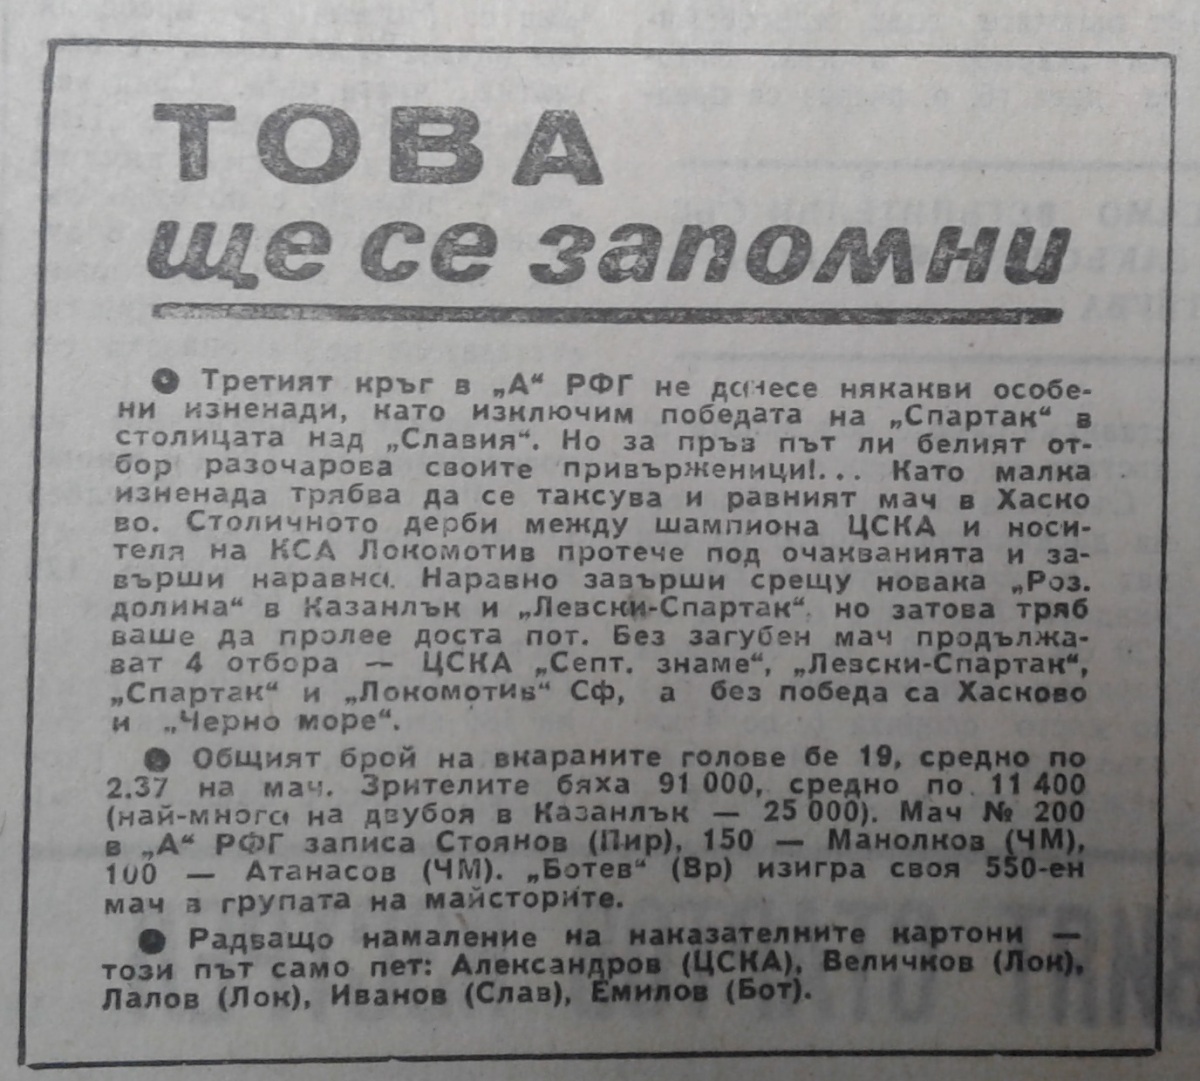 ТОВА
ще се запомни
● Третият кръг в „А“ РФГ не донесе някакви особе-
ни изненади, като изключим победата на „Спартак“ в
столицата над „Славия“. Но за пръв път ли белият от-
бор разочарова своите привърженици!... Като малка
изненада трябва да се таксува и равният мач в Хаско
во. Столичното дерби между шампиона ЦСКА и носи-
теля на КСА Локомотив протече под очакванията и за-
върши наравно. Наравно завърши срещу новака „Роз.
долина“ в Казанлък и „Левски-Спартак“, но затова тряб
ваше да пролее доста пот. Без загубен мач продължа-
ват 4 отбора — ЦСКА „Септ. знаме“, „Левски-Спартак“,
„Спартак“ и „Локомотив“ Сф, а без победа са Хасково
и „Черно море“.
● Общият брой на вкараните голове бе 19, средно по
2.37 на мач. Зрителите бяха 91 000, средно по 11 400
(най-много на двубоя в Казанлък — 25 000). Мач № 200
в „А“ РФГ записа Стоянов (Пир), 150 — Манолков (ЧМ),
100 — Атанасов (ЧМ). „Ботев“ (Вр) изигра своя 550-ен
мач в групата на майсторите.
● Радващо намаление на наказателните картони —
този път само пет: Александров (ЦСКА), Величков (Лок),
Лалов (Лок), Иванов (Слав), Емилов (Бот).